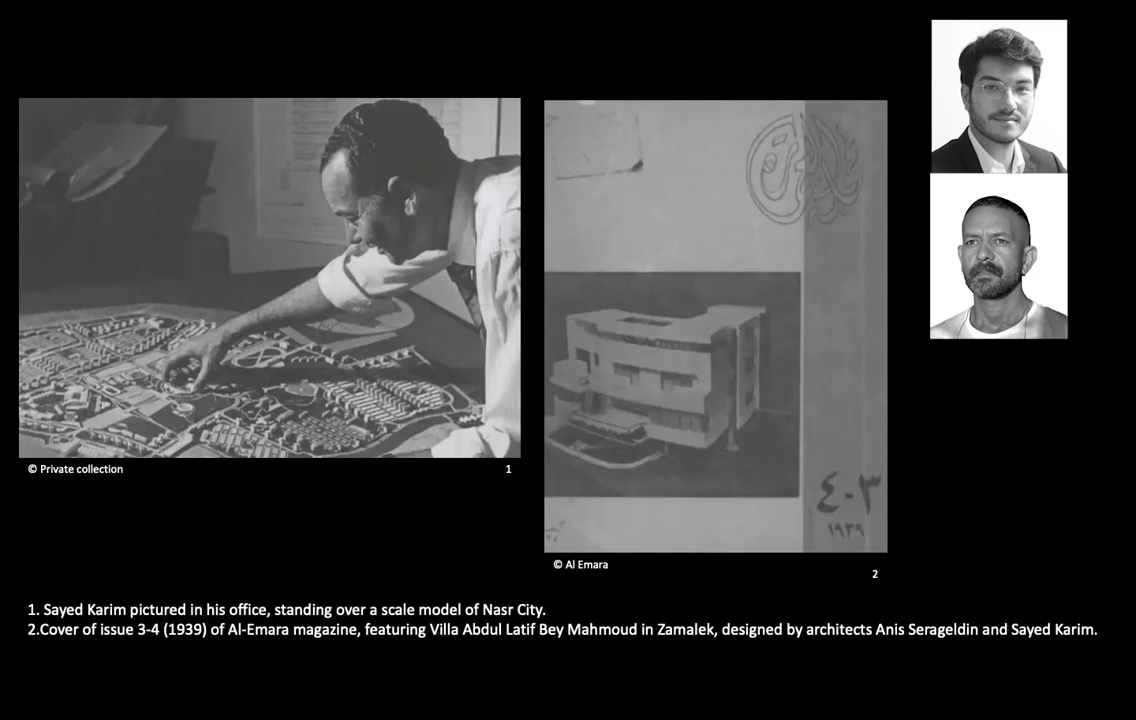 العمارة
٣-٤
١٩٣٩
© Private collection
1
© Al Emara
2
1. Sayed Karim pictured in his office, standing over a scale model of Nasr City.
2.Cover of issue 3-4 (1939) of Al-Emara magazine, featuring Villa Abdul Latif Bey Mahmoud in Zamalek, designed by architects Anis Serageldin and Sayed Karim.